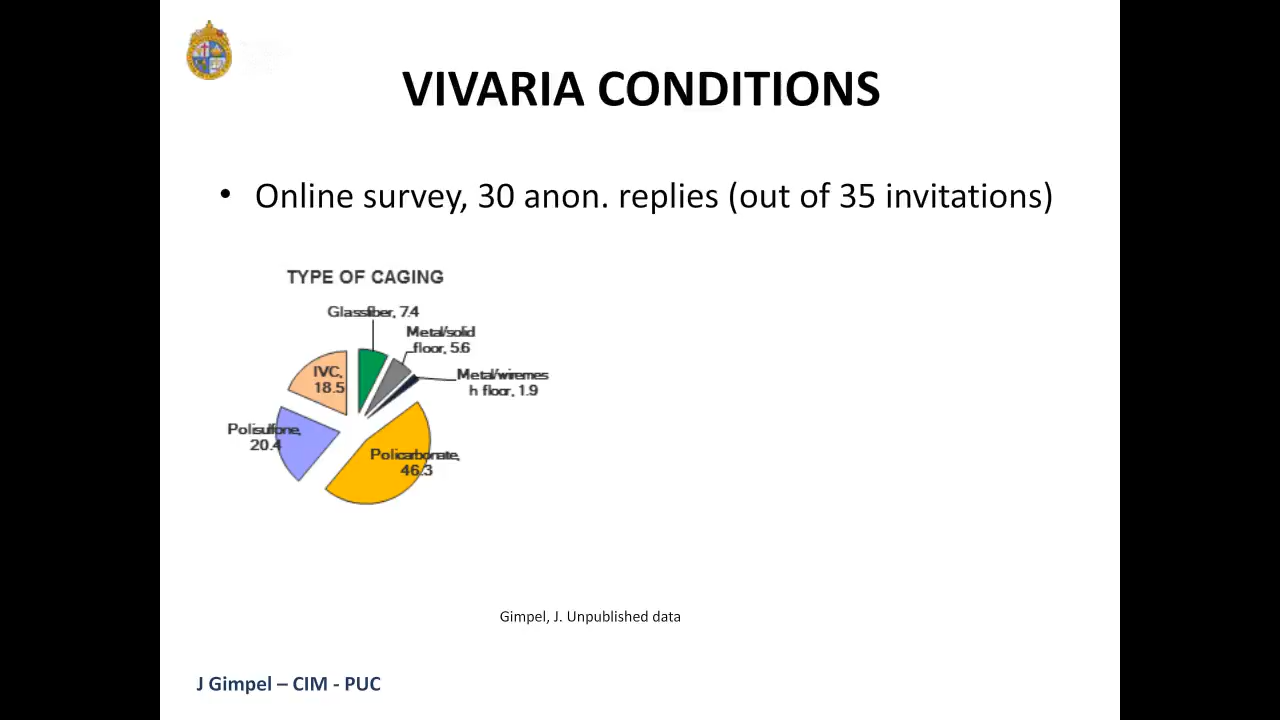 VIVARIA CONDITIONS
• Online survey, 30 anon. replies (out of 35 invitations)
TYPE OF CAGING
Glassfiber, 7.4
Metal/solid
floor, 5.6
Metal/wiremes
h floor, 1.9
IVC,
18.5
Polisulfone,
20.4
Policarbonate,
46.3
Gimpel, J. Unpublished data
J Gimpel – CIM - PUC